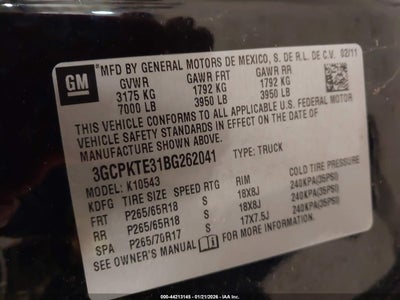 GM
*MFD BY GENERAL MOTORS DE MEXICO, S. DE R.L. DE C.V. 02/11
GVWR GAWR FRT GAWR RR
3175 KG 1792 KG 1792 KG
7000 LB 3950 LB 3950 LB
THIS VEHICLE CONFORMS TO ALL APPLICABLE U.S. FEDERAL MOTOR
VEHICLE SAFETY STANDARDS IN EFFECT ON THE DATE OF
MANUFACTURE SHOWN ABOVE.
3GCPKTE31BG262041 TYPE: TRUCK
MODEL: K10543
KDFG TIRE SIZE SPEED RTG RIM COLD TIRE
FRT P265/65R18 S 18X8J 240KPA(35PSI)
RR P265/65R18 S 18X8J 240KPA(35PSI)
SPA P265/70R17 S 17X7.5J 240KPA(35PSI)
SEE OWNER'S MANUAL FOR MORE INFORMATION.
000-44213145 - 01/21/2026 - IAA Inc.